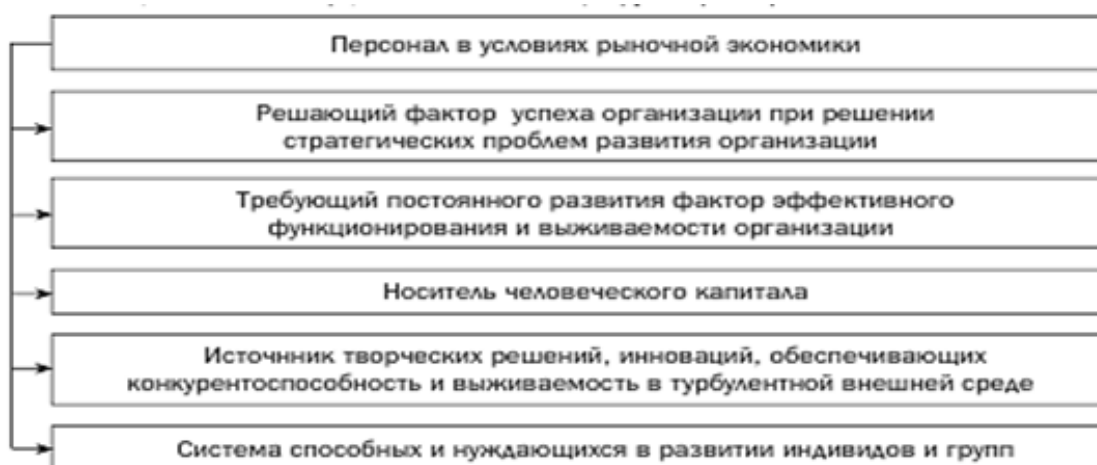 Персонал в условиях рыночной экономики
Решающий фактор успеха организации при решении
стратегических проблем развития организации
Требующий постоянного развития фактор эффективного
функционирования и выживаемости организации
Носитель человеческого капитала
Источнник творческих решений, инноваций, обеспечивающих
конкурентоспособность и выживаемость в турбулентной внешней среде
Система способных и нуждающихся в развитии индивидов и групп